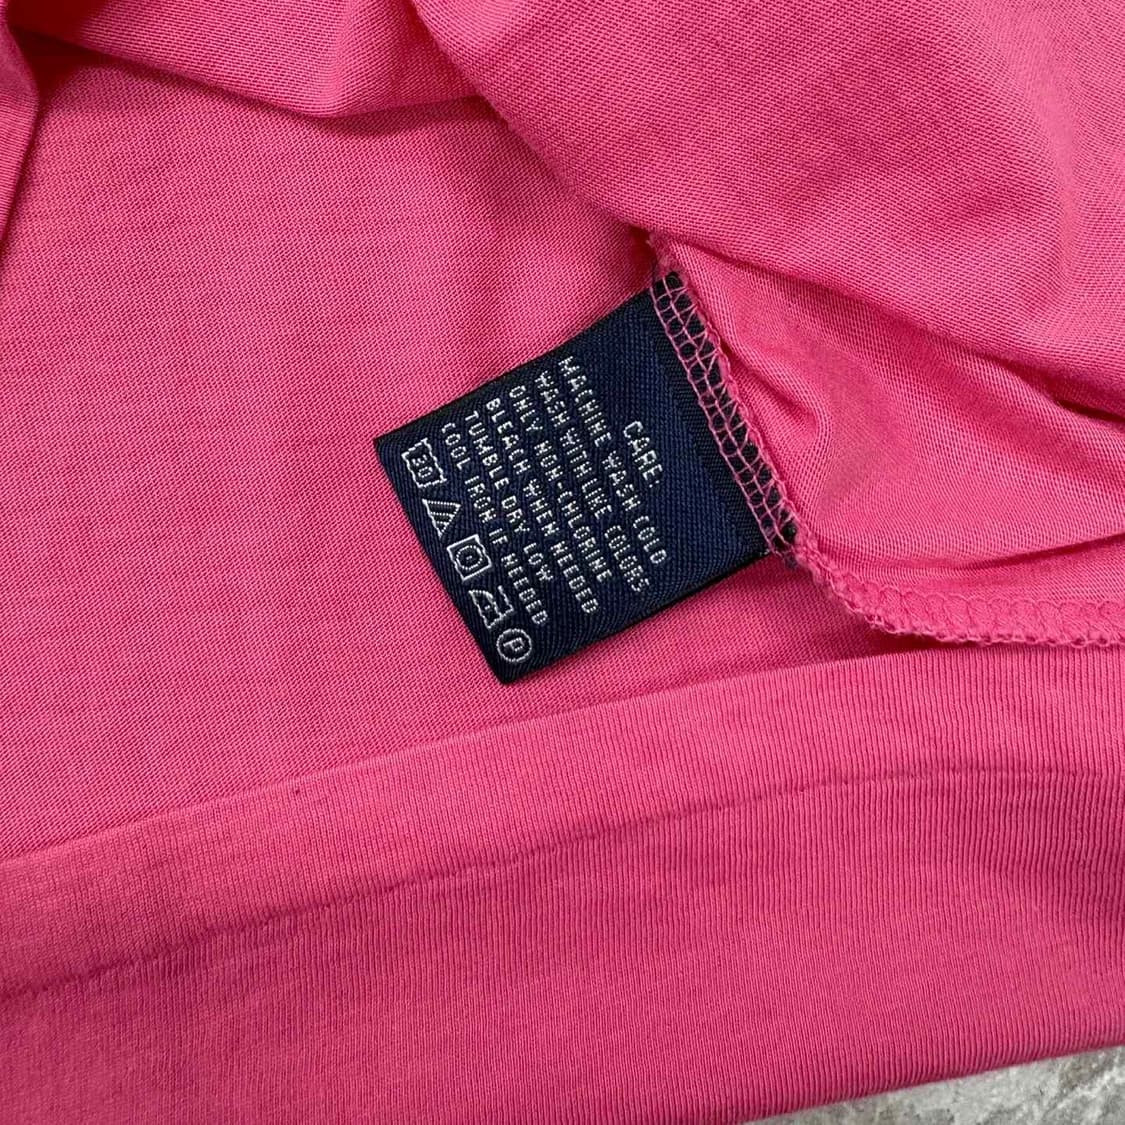 CARE:
MACHINE WASH COLD
WASH WITH LIKE COLORS
ONLY NON-CHLORINE
BLEACH WHEN NEEDED
TUMBLE DRY LOW
COOL IRON IF NEEDED
30
P